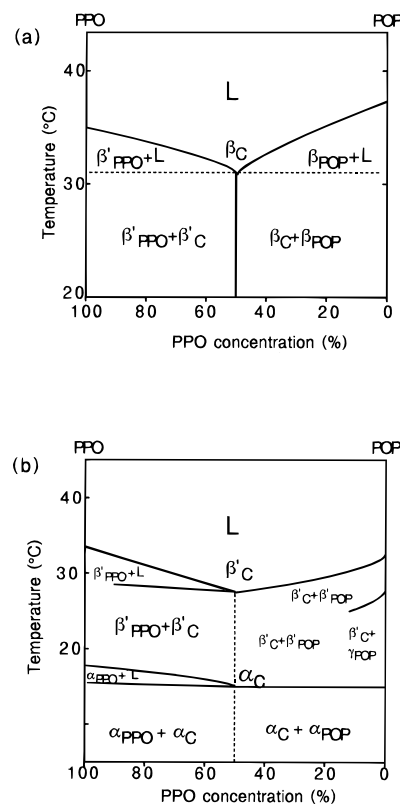 (a)
PPO POP
40
L
β'PPO+L βC βPOP+L
30
β'PPO+β'C βC+βPOP
20
100 80 60 40 20 0
Temperature (°C)
PPO concentration (%)
(b)
PPO POP
40
L
β'PPO+L β'C
30
β'C+β'POP
β'PPO+β'C β'C+β'POP β'C+
γPOP
20
αPPO+L αC
αPPO + αC αC + αPOP
10
100 80 60 40 20 0
Temperature (°C)
PPO concentration (%)